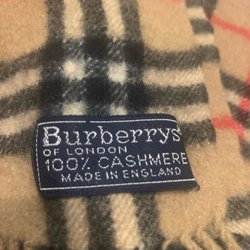 Burberrys
OF LONDON
100% CASHMERE
MADE IN ENGLAND